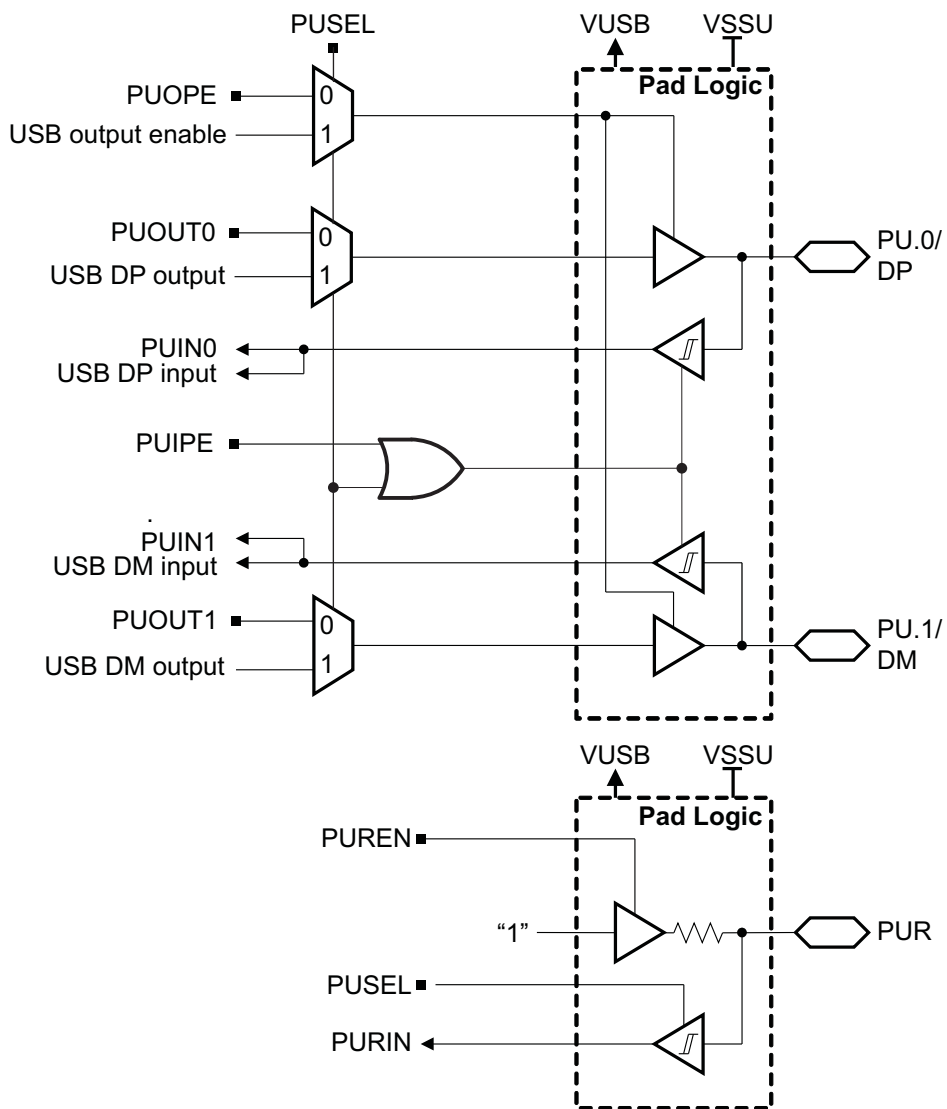 PUSEL
VUSB
VSSU
Pad Logic
PUOPE
0
USB output enable
1
PUOUT0
0
USB DP output
1
PU.0/
DP
PUIN0
USB DP input
PUIPE
.
PUIN1
USB DM input
PUOUT1
0
USB DM output
1
PU.1/
DM
VUSB
VSSU
Pad Logic
PUREN
“1”
PUR
PUSEL
PURIN